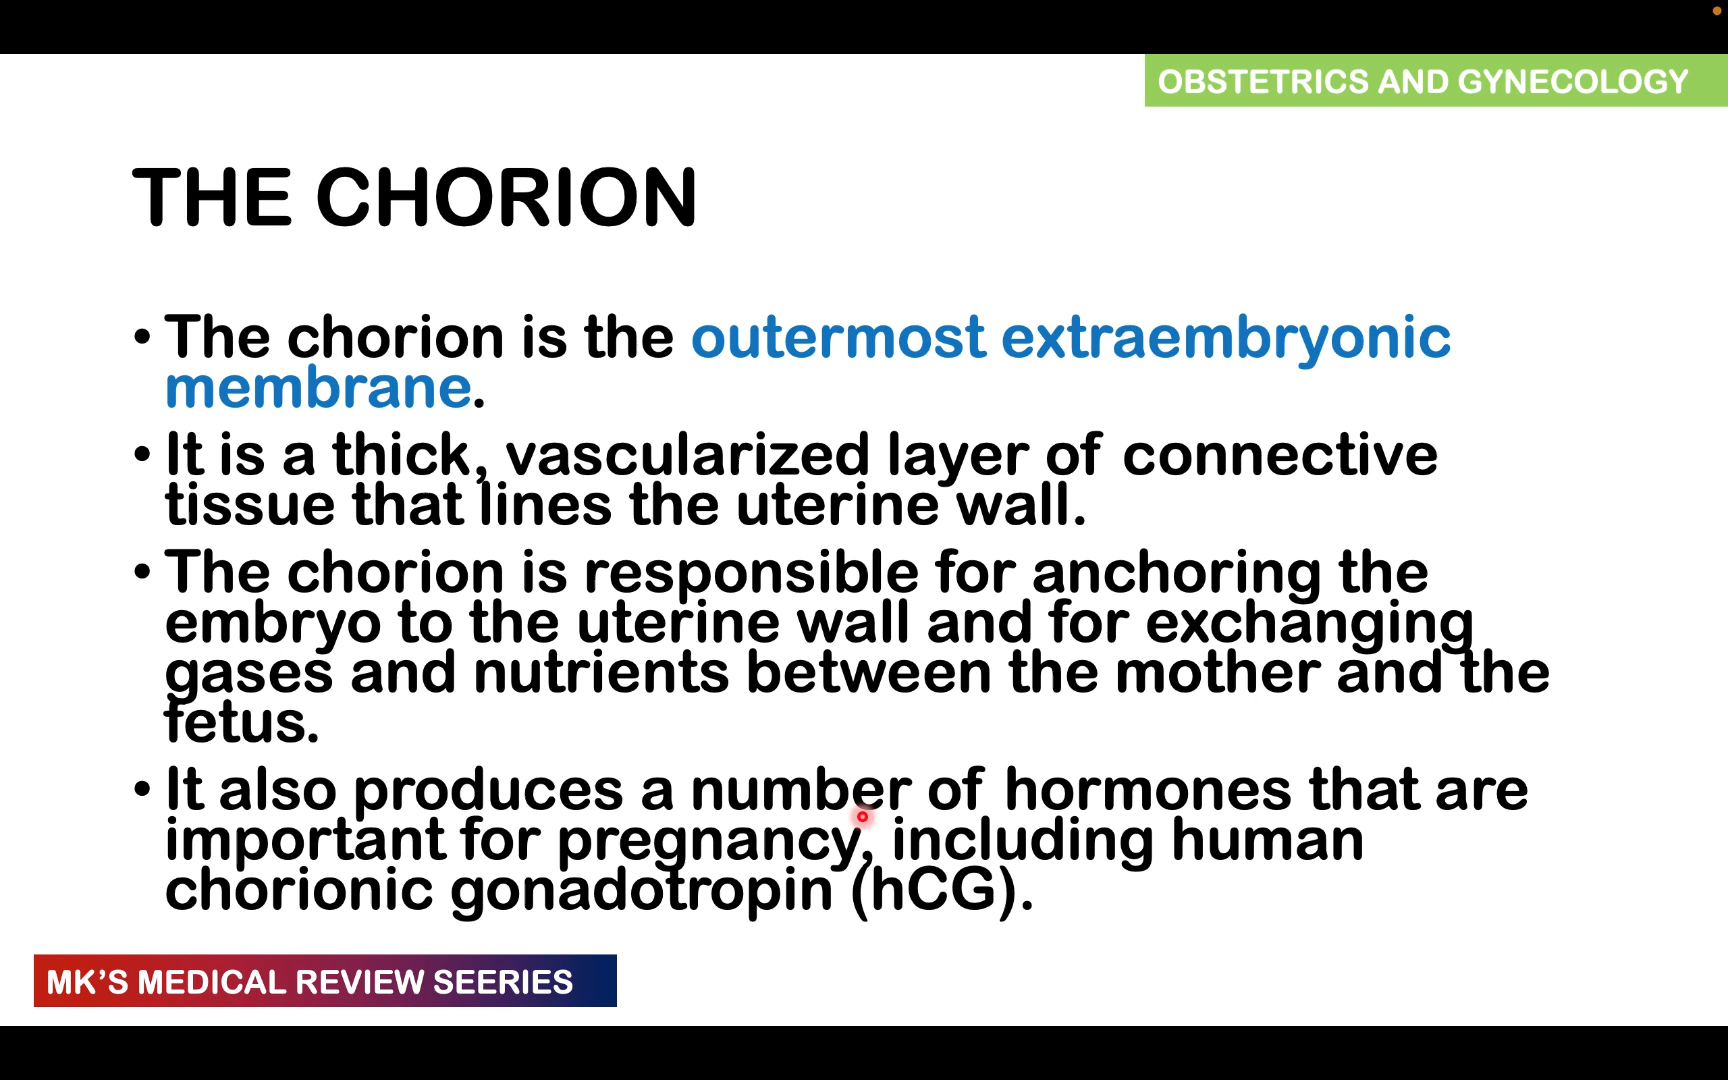 OBSTETRICS AND GYNECOLOGY
THE CHORION
• The chorion is the outermost extraembryonic
membrane.
• It is a thick, vascularized layer of connective
tissue that lines the uterine wall.
• The chorion is responsible for anchoring the
embryo to the uterine wall and for exchanging
gases and nutrients between the mother and the
fetus.
• It also produces a number of hormones that are
important for pregnancy, including human
chorionic gonadotropin (hCG).
MK’S MEDICAL REVIEW SEERIES